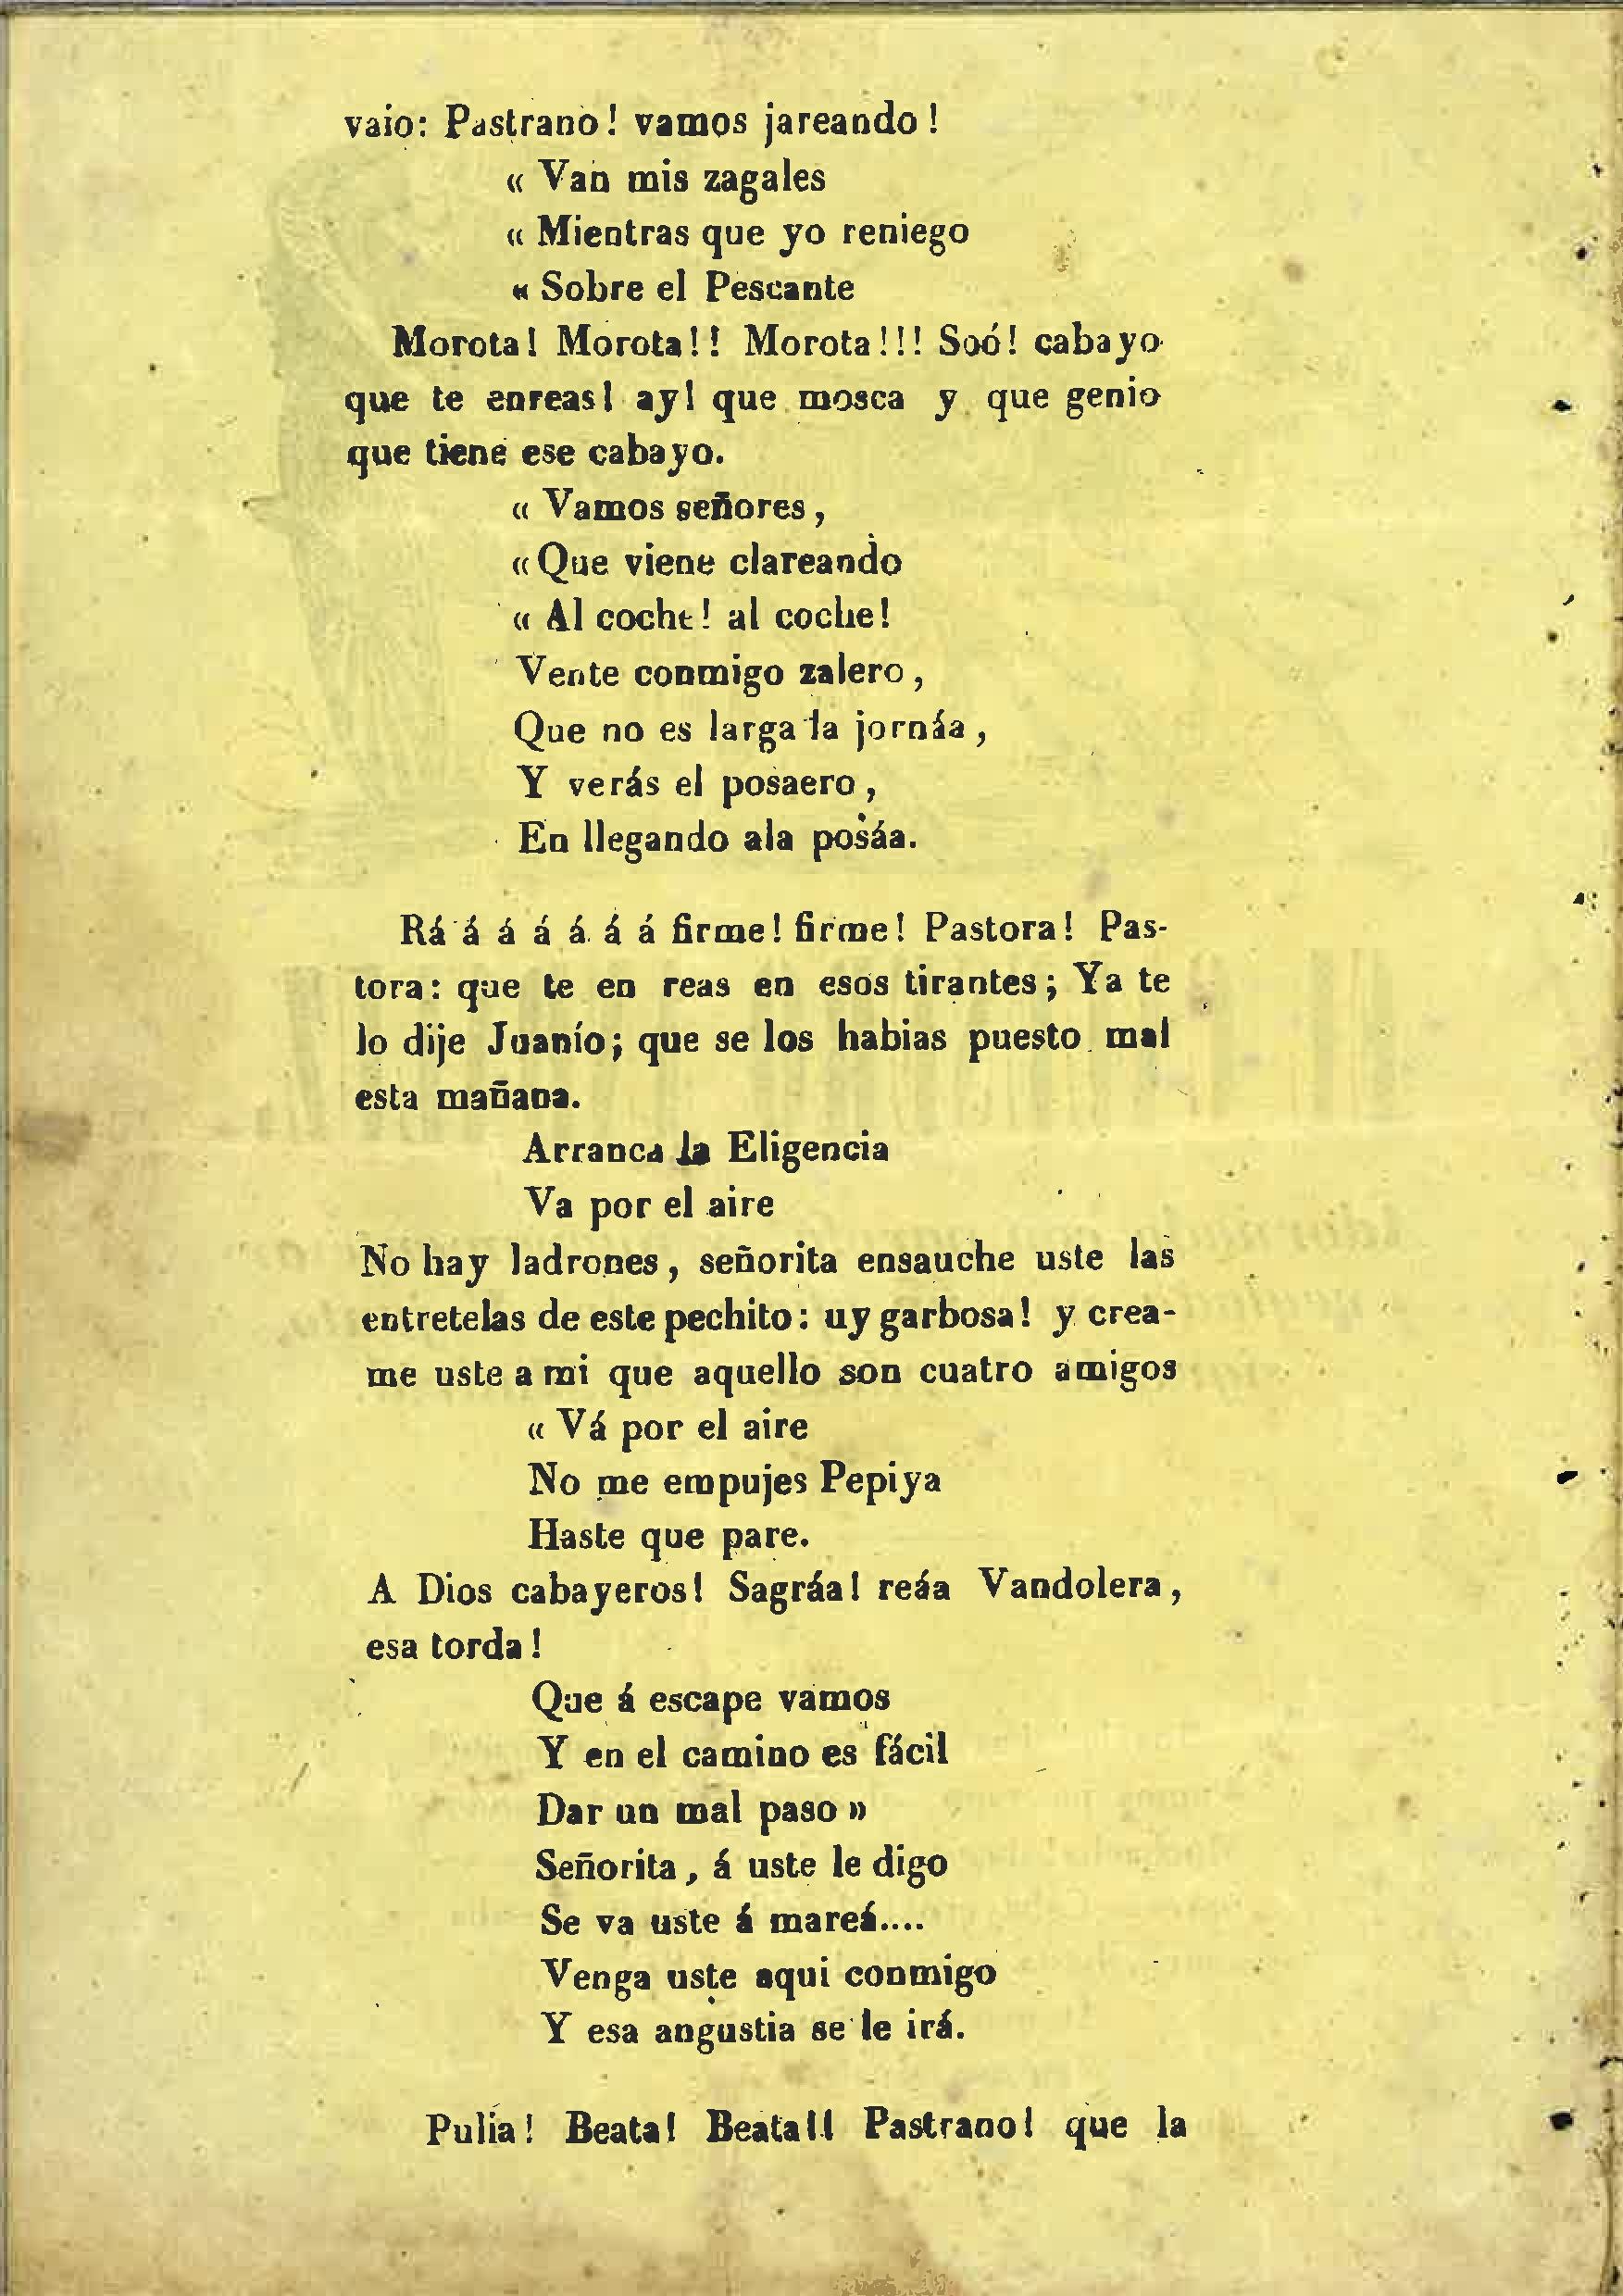 vaio: Pastrano! vamos jareando!
« Van mis zagales
« Mientras que yo reniego
« Sobre el Pescante
Morota! Morota!! Morota!!! Soó! cabayo
que te enreas! ay! que mosca y que genio
que tiene ese cabayo.
« Vamos señores,
« Que viene clareando
« Al coche! al coche!
Vente conmigo zalero,
Que no es larga la jornáa,
Y verás el posaero,
En llegando ala posáa.
Rá á á á á á á firme! firme! Pastora! Pas-
tora: que te en reas en esos tirantes; Ya te
lo dije Juanío; que se los habias puesto mal
esta mañana.
Arranca la Eligencia
Va por el aire
No hay ladrones, señorita ensauche uste las
entretelas de este pechito: uy garbosa! y crea-
me uste a mi que aquello son cuatro amigos
« Vá por el aire
No me empujes Pepiya
Haste que pare.
A Dios cabayeros! Sagráa! reáa Vandolera,
esa torda!
Que á escape vamos
Y en el camino es fácil
Dar un mal paso »
Señorita, á uste le digo
Se va uste á mareá....
Venga uste aqui conmigo
Y esa angustia se le irá.
Pulía! Beata! Beata!! Pastrano! que la